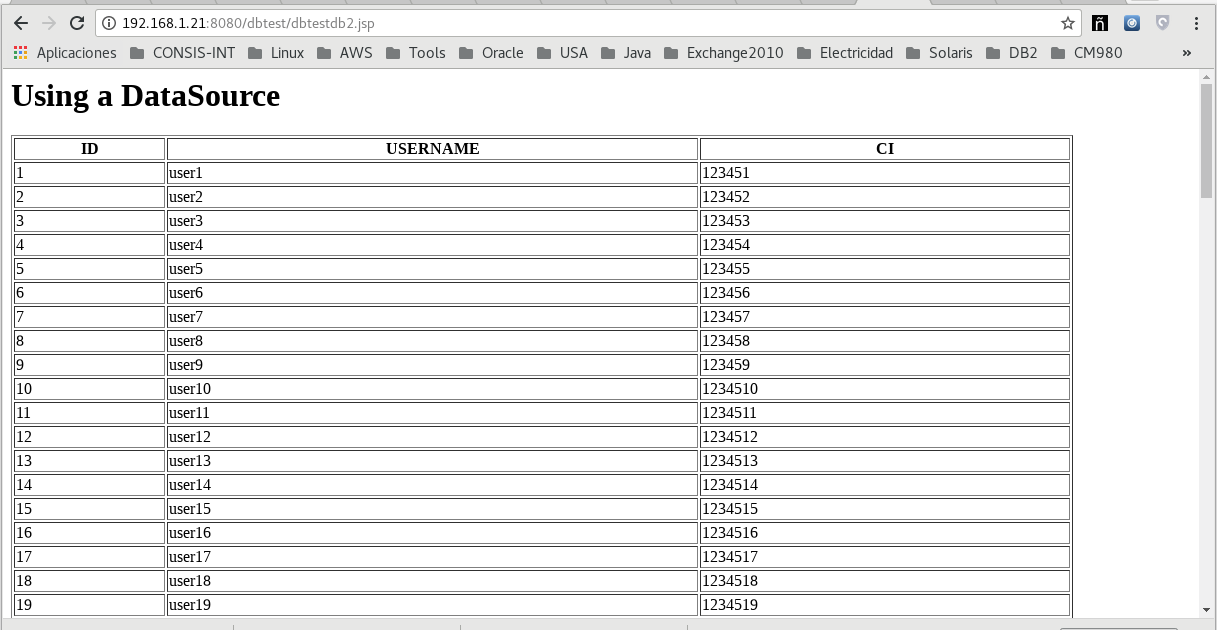 192.168.1.21:8080/dbtest/dbtestdb2.jsp ñ
Aplicaciones CONSIS-INT Linux AWS Tools Oracle USA Java Exchange2010 Electricidad Solaris DB2 CM980 »
Using a DataSource
ID USERNAME CI
1 user1 123451
2 user2 123452
3 user3 123453
4 user4 123454
5 user5 123455
6 user6 123456
7 user7 123457
8 user8 123458
9 user9 123459
10 user10 1234510
11 user11 1234511
12 user12 1234512
13 user13 1234513
14 user14 1234514
15 user15 1234515
16 user16 1234516
17 user17 1234517
18 user18 1234518
19 user19 1234519